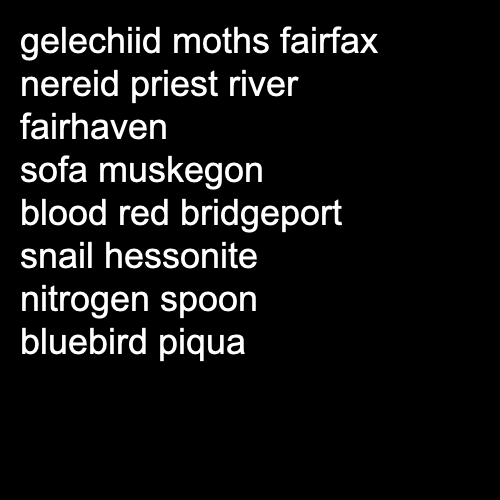 gelechiid moths fairfax
nereid priest river
fairhaven
sofa muskegon
blood red bridgeport
snail hessonite
nitrogen spoon
bluebird piqua